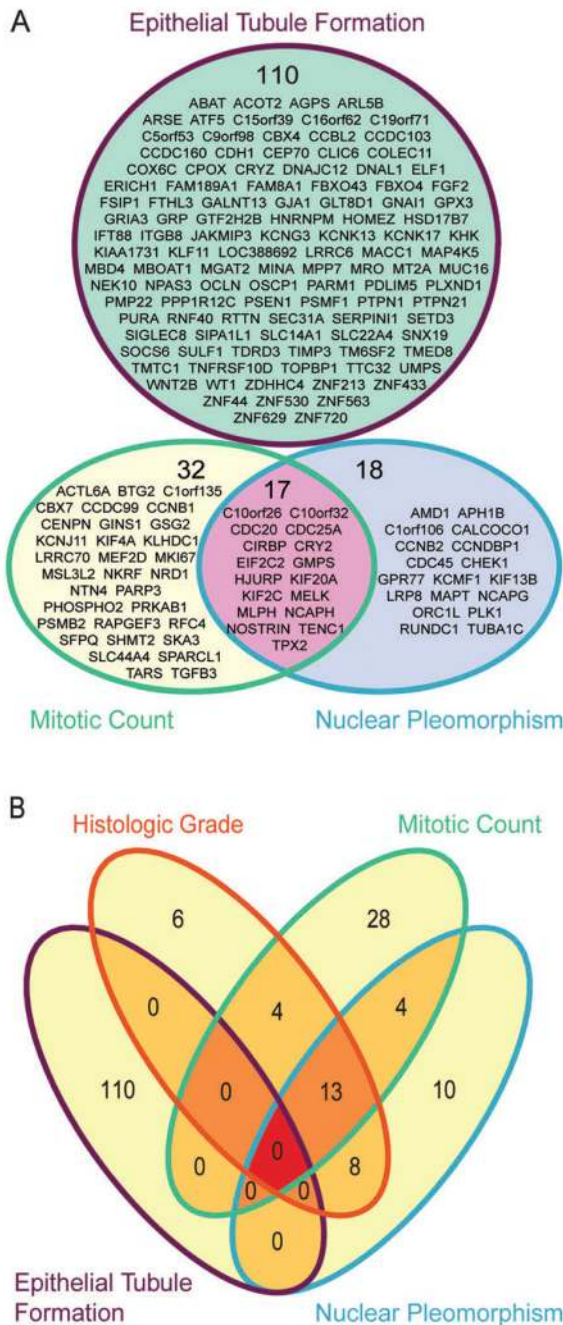 A
Epithelial Tubule Formation
110
ABAT ACOT2 AGPS ARL5B
ARSE ATF5 C15orf39 C16orf62 C19orf71
C5orf53 C9orf98 CBX4 CCBL2 CCDC103
CCDC160 CDH1 CEP70 CLIC6 COLEC11
COX6C CPOX CRYZ DNAJC12 DNAL1 ELF1
ERICH1 FAM189A1 FAM8A1 FBXO43 FBXO4 FGF2
FSIP1 FTHL3 GALNT13 GJA1 GLT8D1 GNAI1 GPX3
GRIA3 GRP GTF2H2B HNRNPM HOMEZ HSD17B7
IFT88 ITGB8 JAKMIP3 KCNG3 KCNK13 KCNK17 KHK
KIAA1731 KLF11 LOC388692 LRRC6 MACC1 MAP4K5
MBD4 MBOAT1 MGAT2 MINA MPP7 MRO MT2A MUC16
NEK10 NPAS3 OCLN OSCP1 PARM1 PDLIM5 PLXND1
PMP22 PPP1R12C PSEN1 PSMF1 PTPN1 PTPN21
PURA RNF40 RTTN SEC31A SERPINI1 SETD3
SIGLEC8 SIPA1L1 SLC14A1 SLC22A4 SNX19
SOCS6 SULF1 TDRD3 TIMP3 TM6SF2 TMED8
TMTC1 TNFRSF10D TOPBP1 TTC32 UMPS
WNT2B WT1 ZDHHC4 ZNF213 ZNF433
ZNF44 ZNF530 ZNF563
ZNF629 ZNF720
32
ACTL6A BTG2 C1orf135
CBX7 CCDC99 CCNB1
CENPN GINS1 GSG2
KCNJ11 KIF4A KLHDC1
LRRC70 MEF2D MKI67
MSL3L2 NKRF NRD1
NTN4 PARP3
PHOSPHO2 PRKAB1
PSMB2 RAPGEF3 RFC4
SFPQ SHMT2 SKA3
SLC44A4 SPARCL1
TARS TGFB3
17
C10orf26 C10orf32
CDC20 CDC25A
CIRBP CRY2
EIF2C2 GMPS
HJURP KIF20A
KIF2C MELK
MLPH NCAPH
NOSTRIN TENC1
TPX2
18
AMD1 APH1B
C1orf106 CALCOCO1
CCNB2 CCNDBP1
CDC45 CHEK1
GPR77 KCMF1 KIF13B
LRP8 MAPT NCAPG
ORC1L PLK1
RUNDC1 TUBA1C
Mitotic Count
Nuclear Pleomorphism
B
Histologic Grade
Mitotic Count
6
28
0
4
4
110
0
13
10
0
0
8
0
0
0
Epithelial Tubule
Formation
Nuclear Pleomorphism